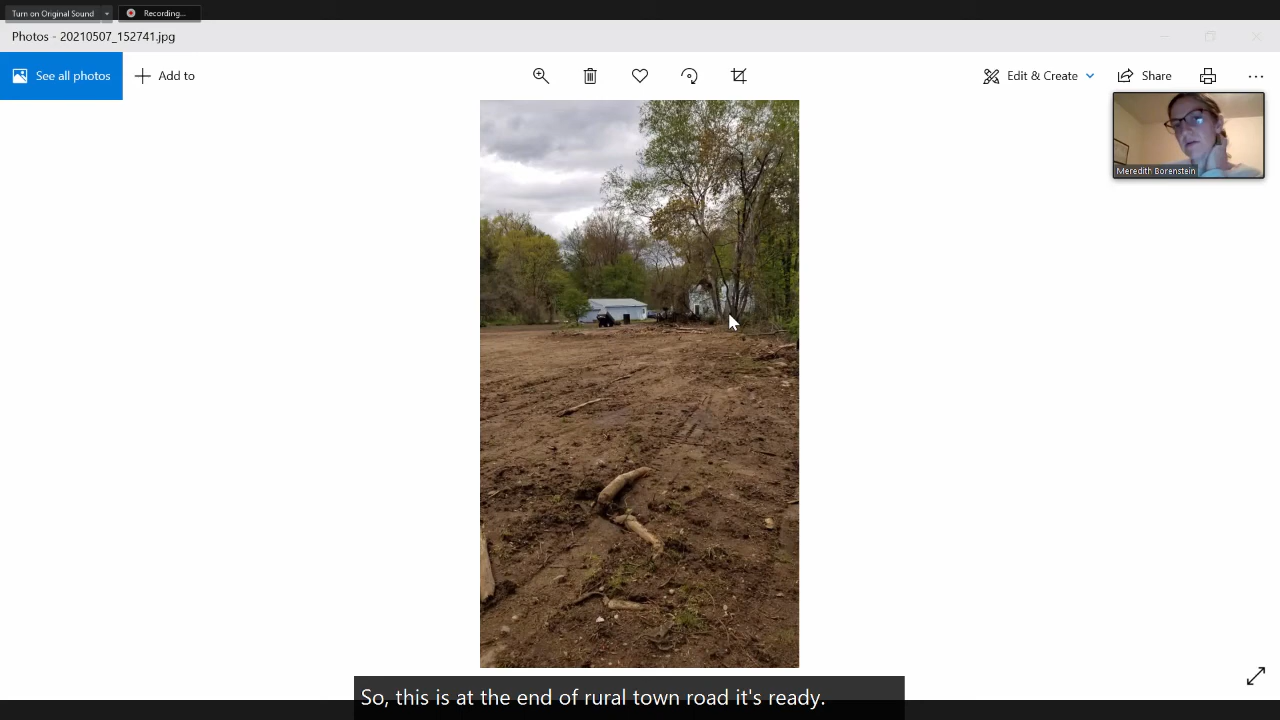 Turn on Original Sound
Recording...
Photos - 20210507_152741.jpg
See all photos
Add to
Edit & Create
Share
Meredith Borenstein
So, this is at the end of rural town road it's ready.